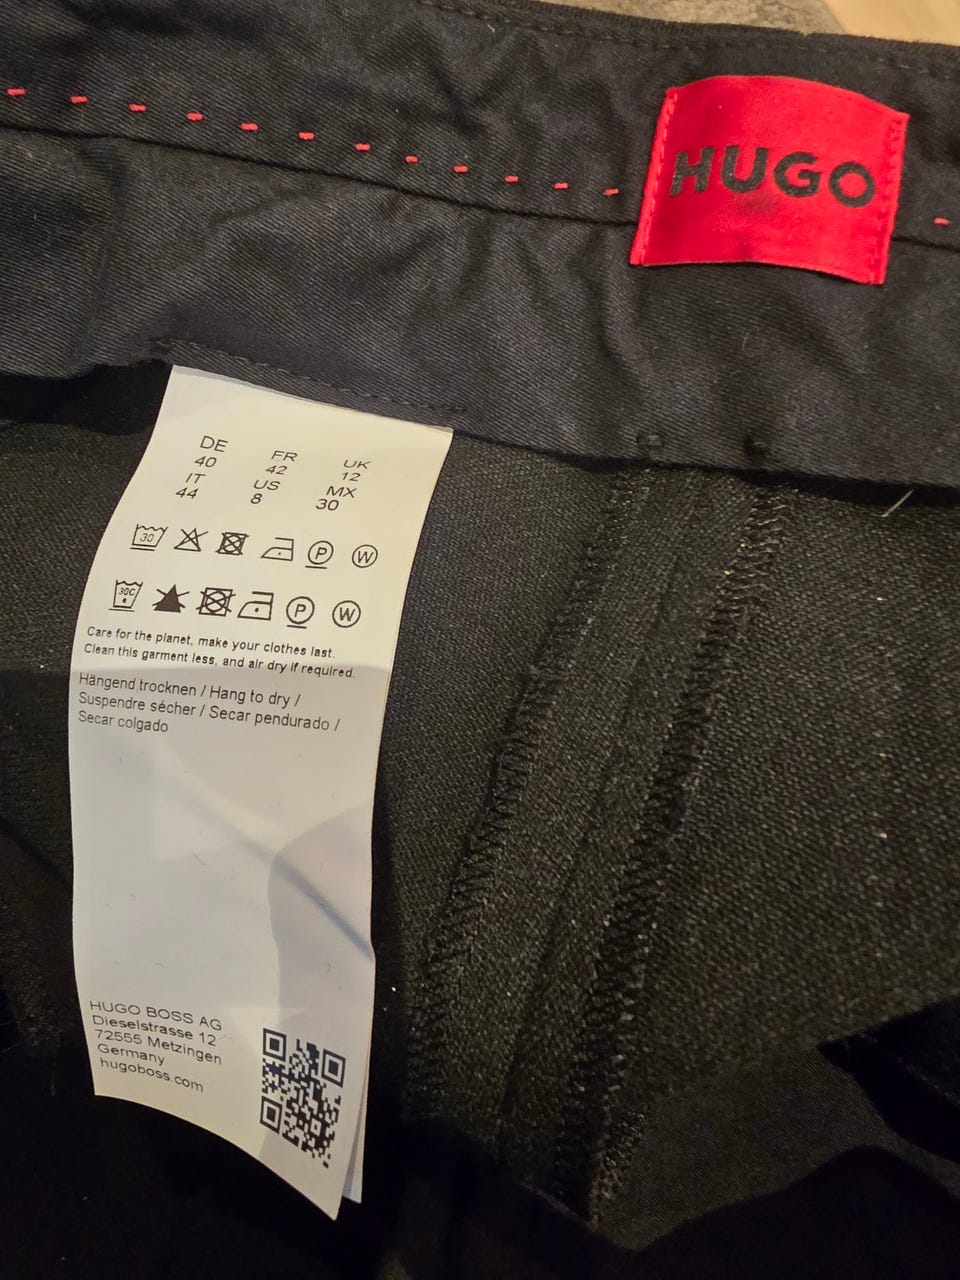 HUGO
DE FR UK
40 42 12
IT US MX
44 8 30
30 P W
30C P W
Care for the planet, make your clothes last.
Clean this garment less, and air dry if required.
Hängend trocknen / Hang to dry /
Suspendre sécher / Secar pendurado /
Secar colgado
HUGO BOSS AG
Dieselstrasse 12
72555 Metzingen
Germany
hugoboss.com